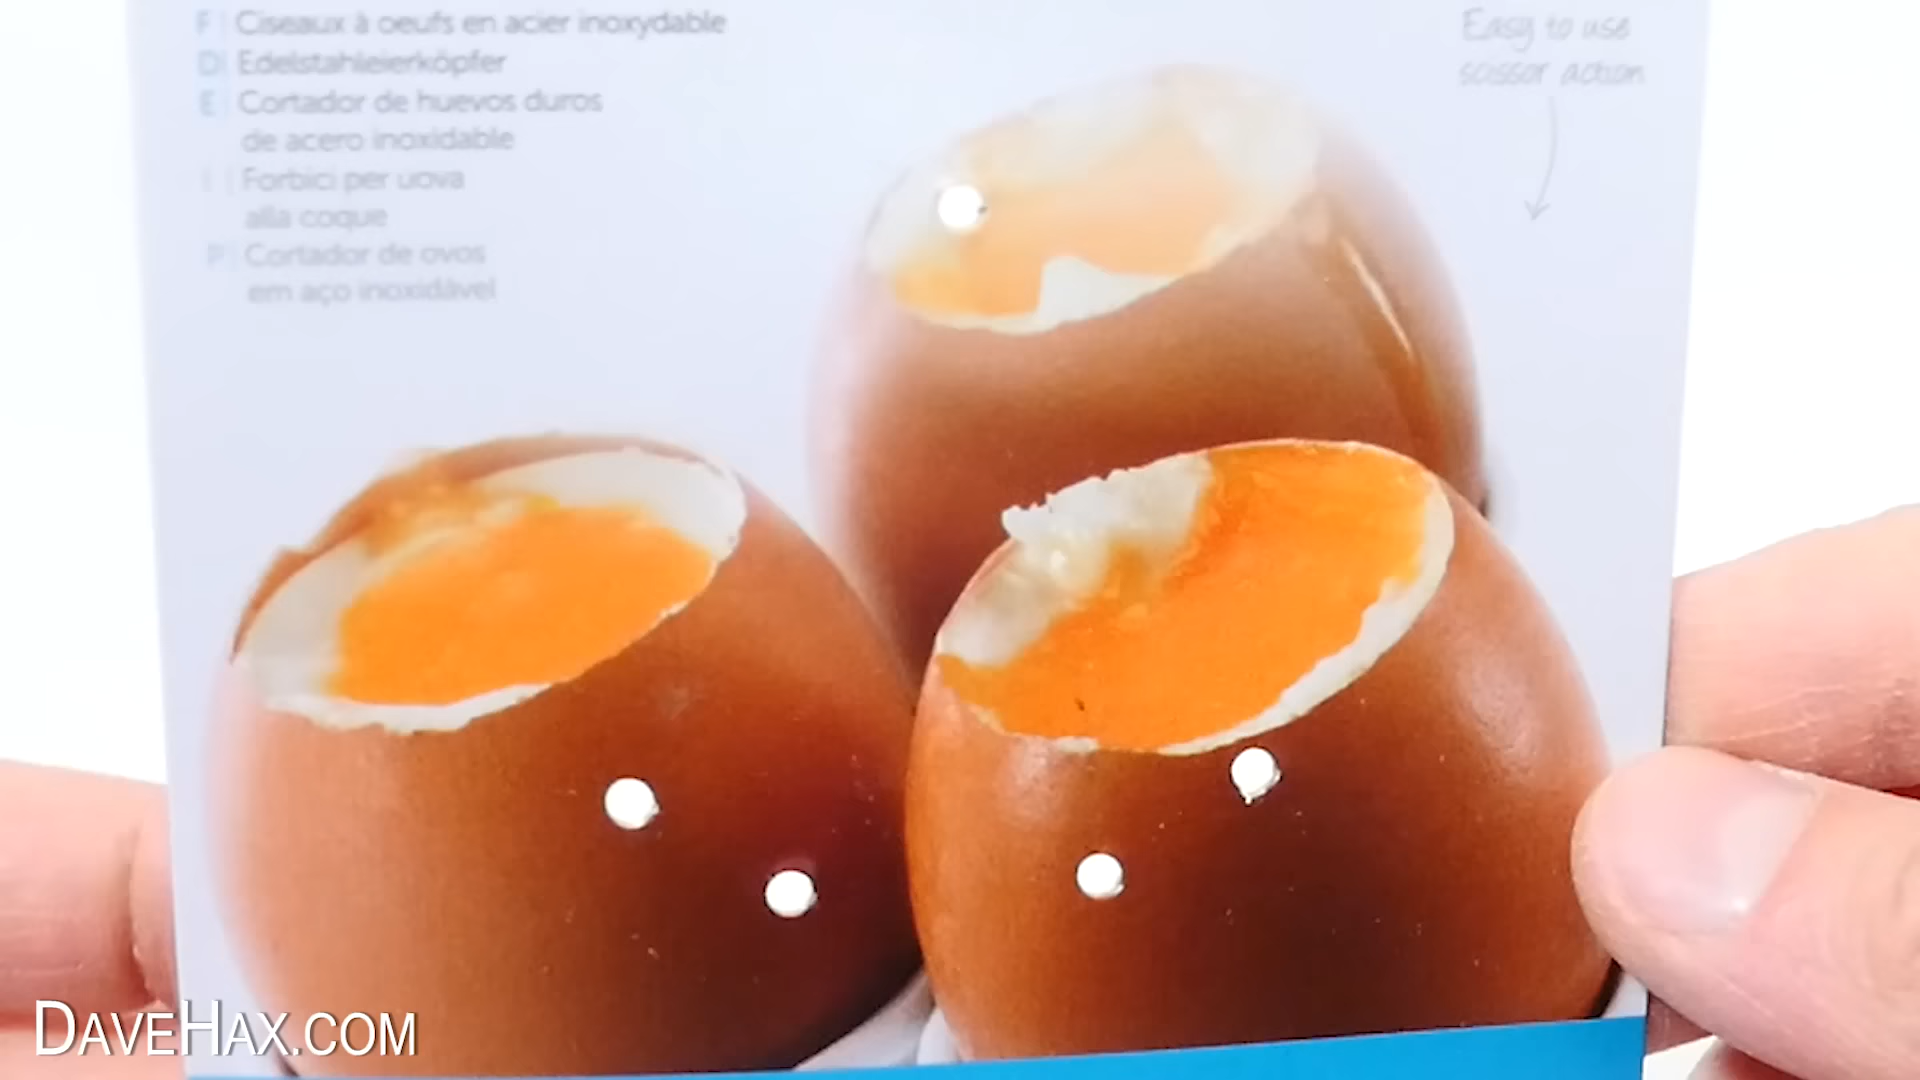 F | Ciseaux à oeufs en acier inoxydable
D | Edelstahleierköpfer
E | Cortador de huevos duros
de acero inoxidable
I | Forbici per uova
alla coque
P | Cortador de ovos
em aço inoxidável
Easy to use
scissor action
DAVEHAX.COM